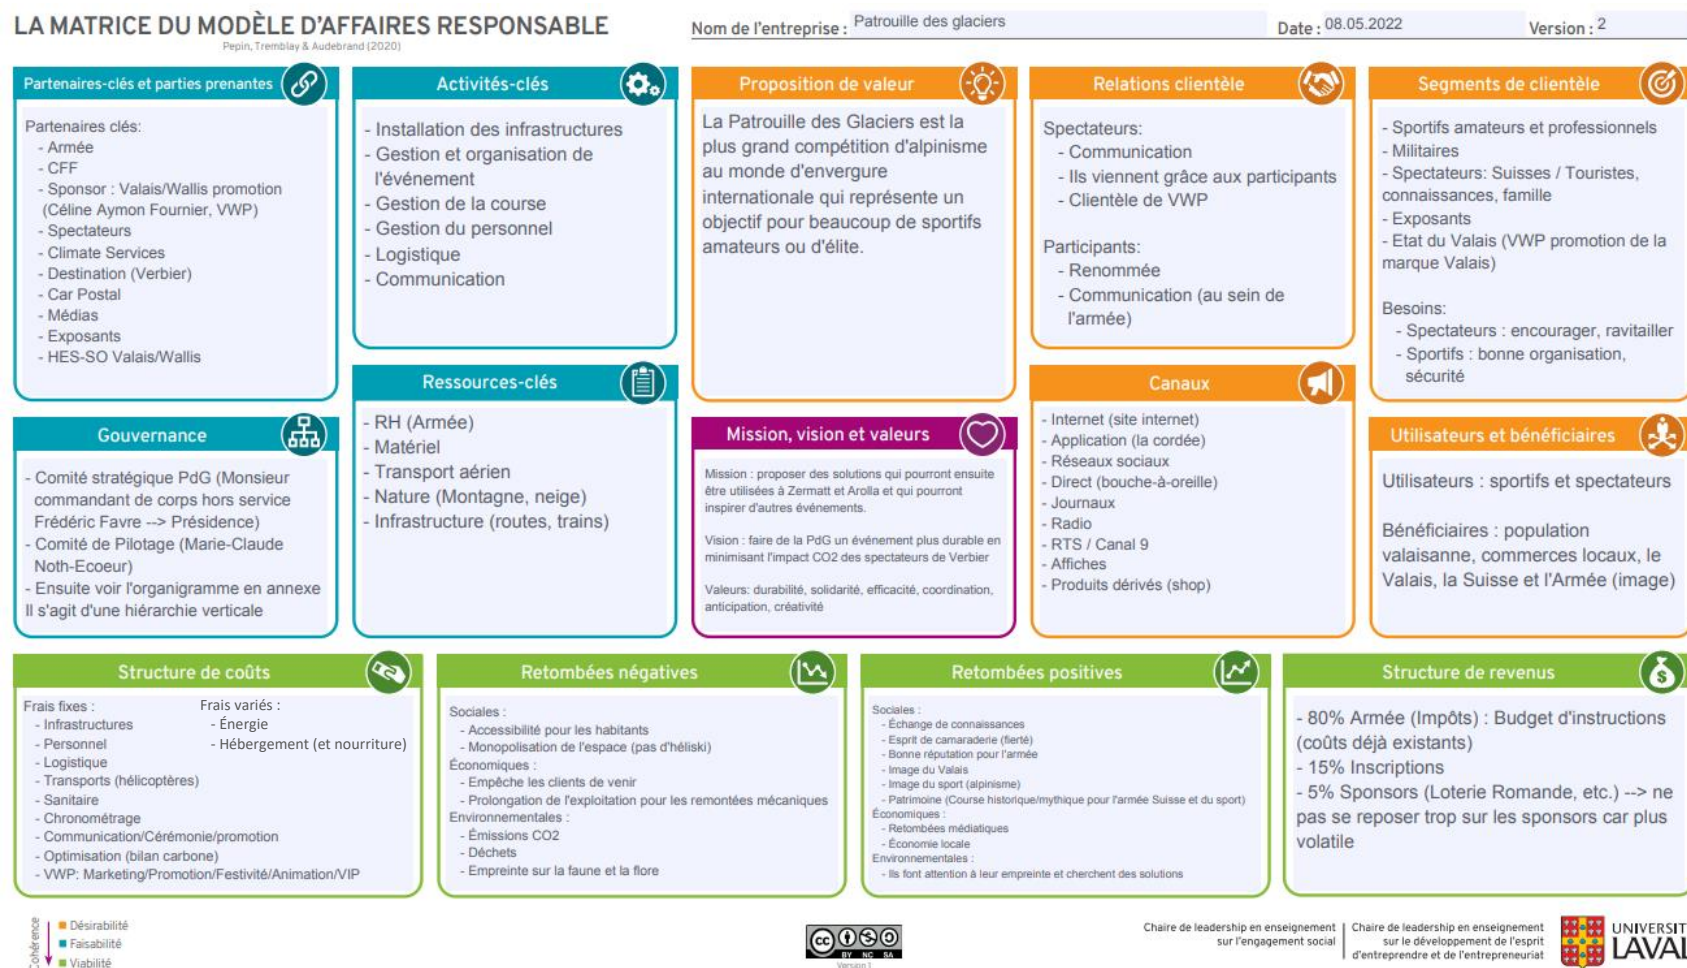 LA MATRICE DU MODÈLE D'AFFAIRES RESPONSABLE
Pepin, Tremblay & Audebrand (2020)
Nom de l'entreprise : Patrouille des glaciers
Date : 08.05.2022
Version : 2
Partenaires-clés et parties prenantes
Partenaires clés:
- Armée
- CFF
- Sponsor : Valais/Wallis promotion
(Céline Aymon Fournier, VWP)
- Spectateurs
- Climate Services
- Destination (Verbier)
- Car Postal
- Médias
- Exposants
- HES-SO Valais/Wallis
Gouvernance
- Comité stratégique PdG (Monsieur
commandant de corps hors service
Frédéric Favre --> Présidence)
- Comité de Pilotage (Marie-Claude
Noth-Ecoeur)
- Ensuite voir l'organigramme en annexe
Il s'agit d'une hiérarchie verticale
Activités-clés
- Installation des infrastructures
- Gestion et organisation de
l'événement
- Gestion de la course
- Gestion du personnel
- Logistique
- Communication
Ressources-clés
- RH (Armée)
- Matériel
- Transport aérien
- Nature (Montagne, neige)
- Infrastructure (routes, trains)
Proposition de valeur
La Patrouille des Glaciers est la
plus grand compétition d'alpinisme
au monde d'envergure
internationale qui représente un
objectif pour beaucoup de sportifs
amateurs ou d'élite.
Mission, vision et valeurs
Mission : proposer des solutions qui pourront ensuite
être utilisées à Zermatt et Arolla et qui pourront
inspirer d'autres événements.
Vision : faire de la PdG un événement plus durable en
minimisant l'impact CO2 des spectateurs de Verbier
Valeurs: durabilité, solidarité, efficacité, coordination,
anticipation, créativité
Relations clientèle
Spectateurs:
- Communication
- Ils viennent grâce aux participants
- Clientèle de VWP
Participants:
- Renommée
- Communication (au sein de
l'armée)
Canaux
- Internet (site internet)
- Application (la cordée)
- Réseaux sociaux
- Direct (bouche-à-oreille)
- Journaux
- Radio
- RTS / Canal 9
- Affiches
- Produits dérivés (shop)
Segments de clientèle
- Sportifs amateurs et professionnels
- Militaires
- Spectateurs: Suisses / Touristes,
connaissances, famille
- Exposants
- Etat du Valais (VWP promotion de la
marque Valais)
Besoins:
- Spectateurs : encourager, ravitailler
- Sportifs : bonne organisation,
sécurité
Utilisateurs et bénéficiaires
Utilisateurs : sportifs et spectateurs
Bénéficiaires : population
valaisanne, commerces locaux, le
Valais, la Suisse et l'Armée (image)
Structure de coûts
Frais fixes :
- Infrastructures
- Personnel
- Logistique
- Transports (hélicoptères)
- Sanitaire
- Chronométrage
- Communication/Cérémonie/promotion
- Optimisation (bilan carbone)
- VWP: Marketing/Promotion/Festivité/Animation/VIP
Frais variés :
- Énergie
- Hébergement (et nourriture)
Retombées négatives
Sociales :
- Accessibilité pour les habitants
- Monopolisation de l'espace (pas d'héliski)
Économiques :
- Empêche les clients de venir
- Prolongation de l'exploitation pour les remontées mécaniques
Environnementales :
- Émissions CO2
- Déchets
- Empreinte sur la faune et la flore
Retombées positives
Sociales :
- Échange de connaissances
- Esprit de camaraderie (fierté)
- Bonne réputation pour l'armée
- Image du Valais
- Image du sport (alpinisme)
- Patrimoine (Course historique/mythique pour l'armée Suisse et du sport)
Économiques :
- Retombées médiatiques
- Économie locale
Environnementales :
- Ils font attention à leur empreinte et cherchent des solutions
Structure de revenus
$
- 80% Armée (Impôts) : Budget d'instructions
(coûts déjà existants)
- 15% Inscriptions
- 5% Sponsors (Loterie Romande, etc.) --> ne
pas se reposer trop sur les sponsors car plus
volatile
Cohérence
Désirabilité
Faisabilité
Viabilité
cc BY NC SA
Version 1
Chaire de leadership en enseignement
sur l'engagement social
Chaire de leadership en enseignement
sur le développement de l'esprit
d'entreprendre et de l'entrepreneuriat
UNIVERSIT
LAVAL